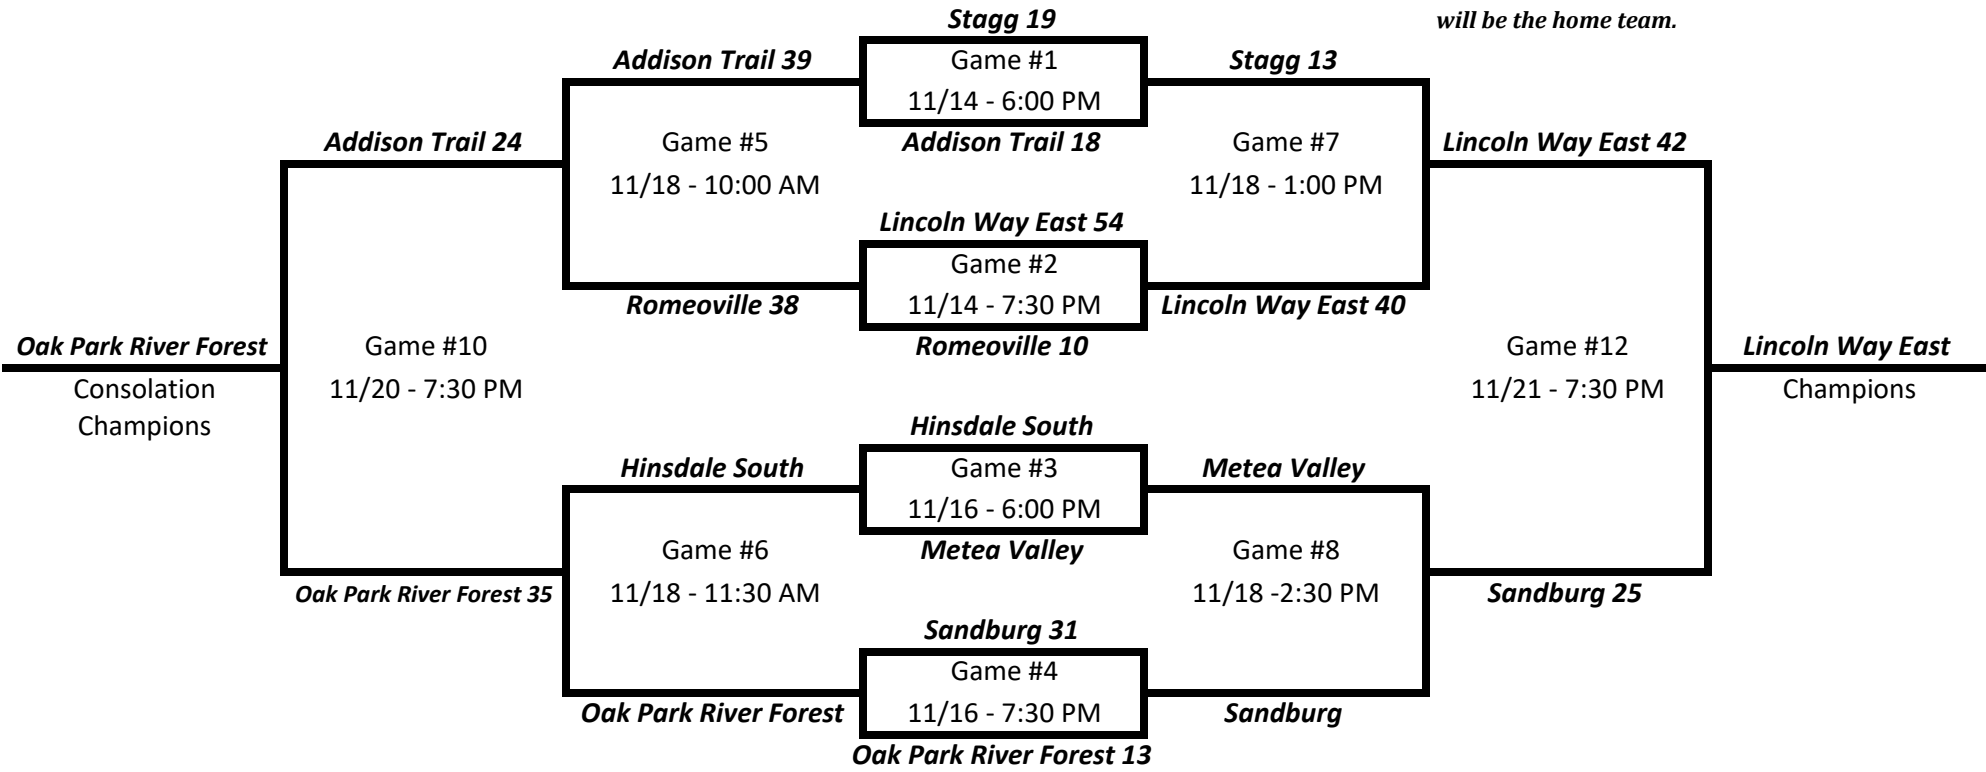 Stagg 19
will be the home team.
Addison Trail 39
Game #1
Stagg 13
11/14 - 6:00 PM
Addison Trail 24
Game #5
Addison Trail 18
Game #7
Lincoln Way East 42
11/18 - 10:00 AM
11/18 - 1:00 PM
Lincoln Way East 54
Game #2
Romeoville 38
11/14 - 7:30 PM
Lincoln Way East 40
Oak Park River Forest
Game #10
Romeoville 10
Game #12
Lincoln Way East
Consolation
Champions
11/20 - 7:30 PM
11/21 - 7:30 PM
Champions
Hinsdale South
Hinsdale South
Game #3
Metea Valley
11/16 - 6:00 PM
Game #6
Metea Valley
Game #8
Oak Park River Forest 35
11/18 - 11:30 AM
11/18 -2:30 PM
Sandburg 25
Sandburg 31
Game #4
Oak Park River Forest
11/16 - 7:30 PM
Sandburg
Oak Park River Forest 13